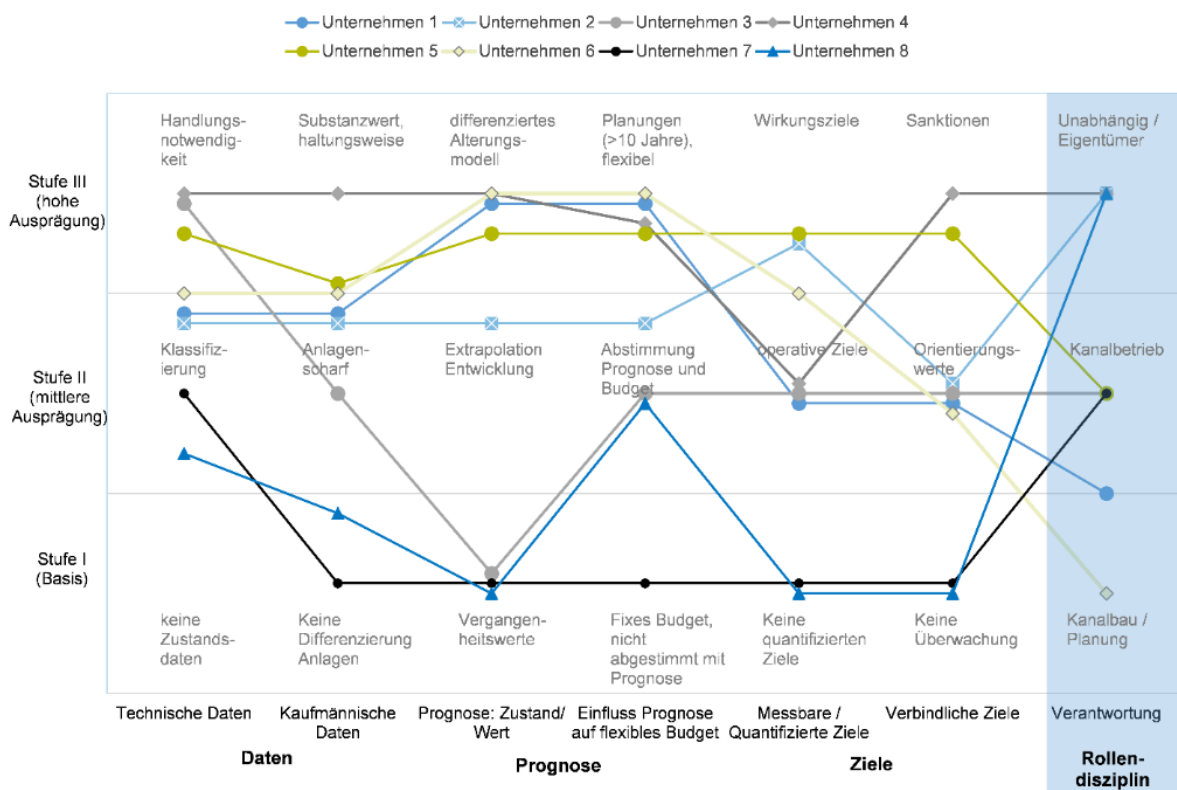 Unternehmen 1 Unternehmen 2 Unternehmen 3 Unternehmen 4
Unternehmen 5 Unternehmen 6 Unternehmen 7 Unternehmen 8
Handlungs-
notwendig-
keit
Substanzwert,
haltungsweise
differenziertes
Alterungs-
modell
Planungen
(>10 Jahre),
flexibel
Wirkungsziele
Sanktionen
Unabhängig /
Eigentümer
Stufe III
(hohe
Ausprägung)
Klassifiz-
ierung
Anlagen-
scharf
Extrapolation
Entwicklung
Abstimmung
Prognose und
Budget
operative Ziele
Orientierungs-
werte
Kanalbetrieb
Stufe II
(mittlere
Ausprägung)
Stufe I
(Basis)
keine
Zustands-
daten
Keine
Differenzierung
Anlagen
Vergangen-
heitswerte
Fixes Budget,
nicht
abgestimmt mit
Prognose
Keine
quantifizierten
Ziele
Keine
Überwachung
Kanalbau /
Planung
Technische Daten
Kaufmännische
Daten
Prognose: Zustand/
Wert
Einfluss Prognose
auf flexibles Budget
Messbare /
Quantifizierte Ziele
Verbindliche Ziele
Verantwortung
Daten
Prognose
Ziele
Rollen-
disziplin